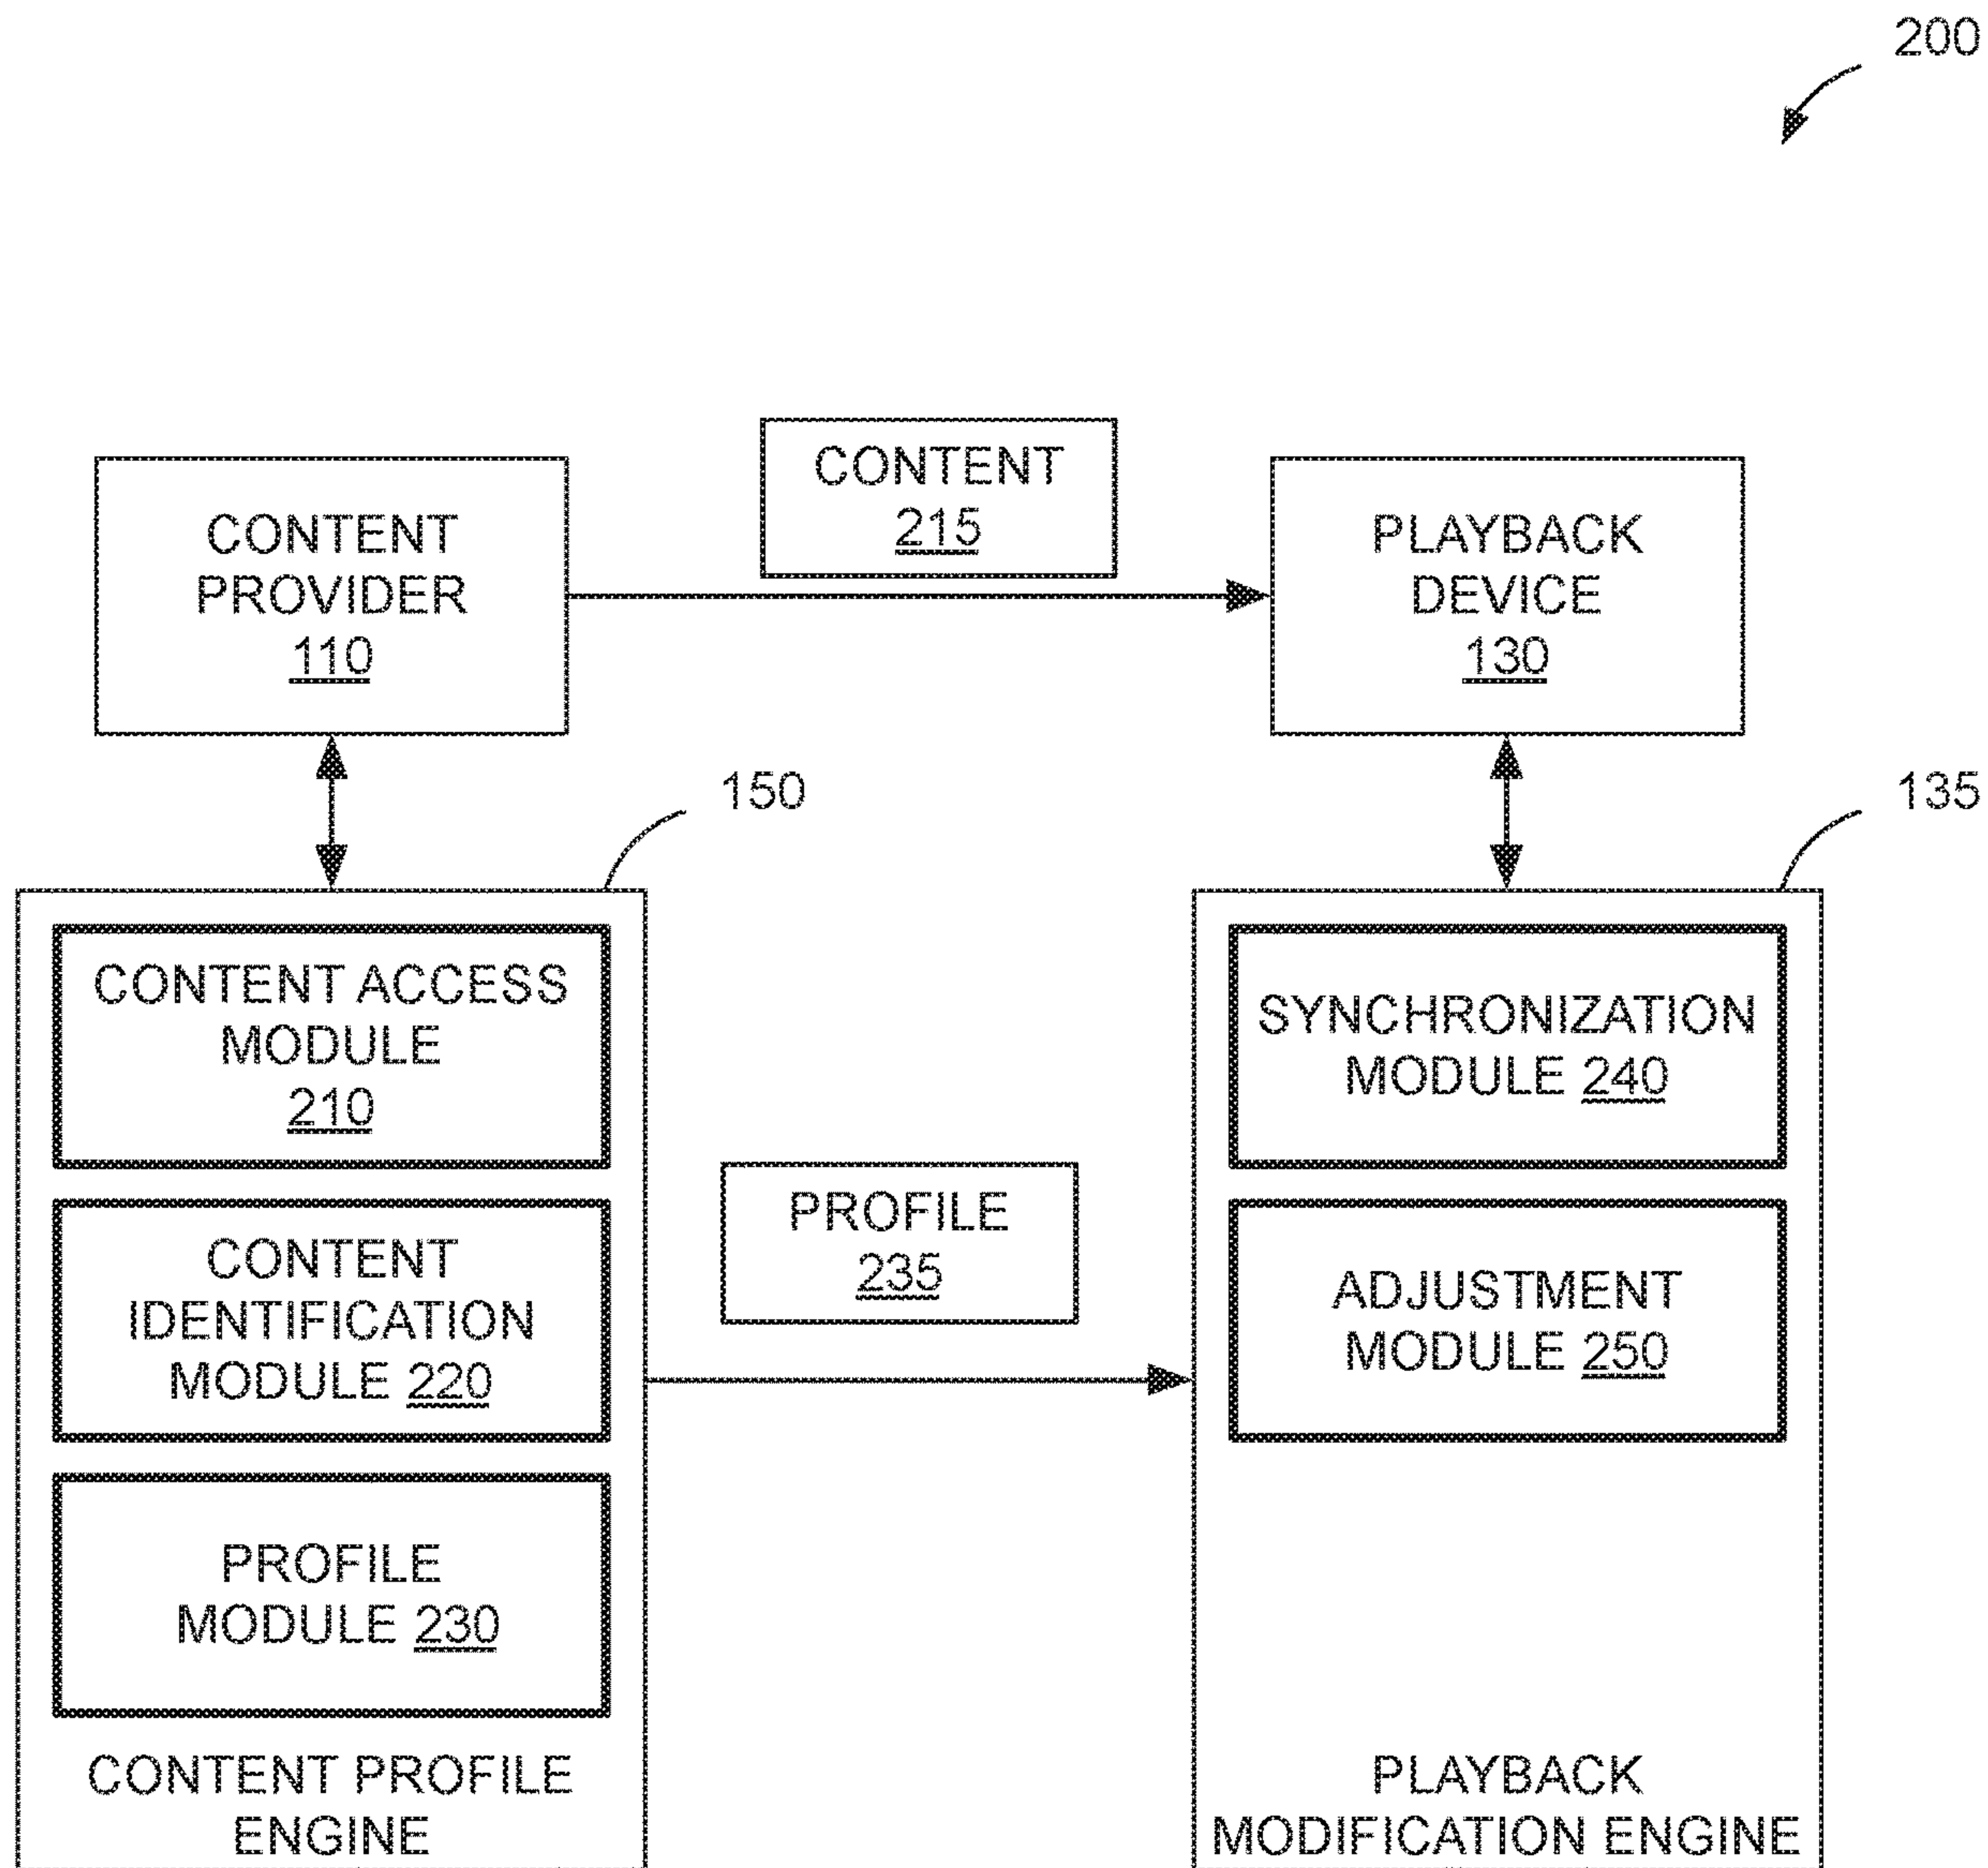 200
CONTENT
PROVIDER
110
CONTENT
215
PLAYBACK
DEVICE
130
150
135
CONTENT ACCESS
MODULE
210
CONTENT
IDENTIFICATION
MODULE 220
PROFILE
MODULE 230
CONTENT PROFILE
ENGINE
PROFILE
235
SYNCHRONIZATION
MODULE 240
ADJUSTMENT
MODULE 250
PLAYBACK
MODIFICATION ENGINE